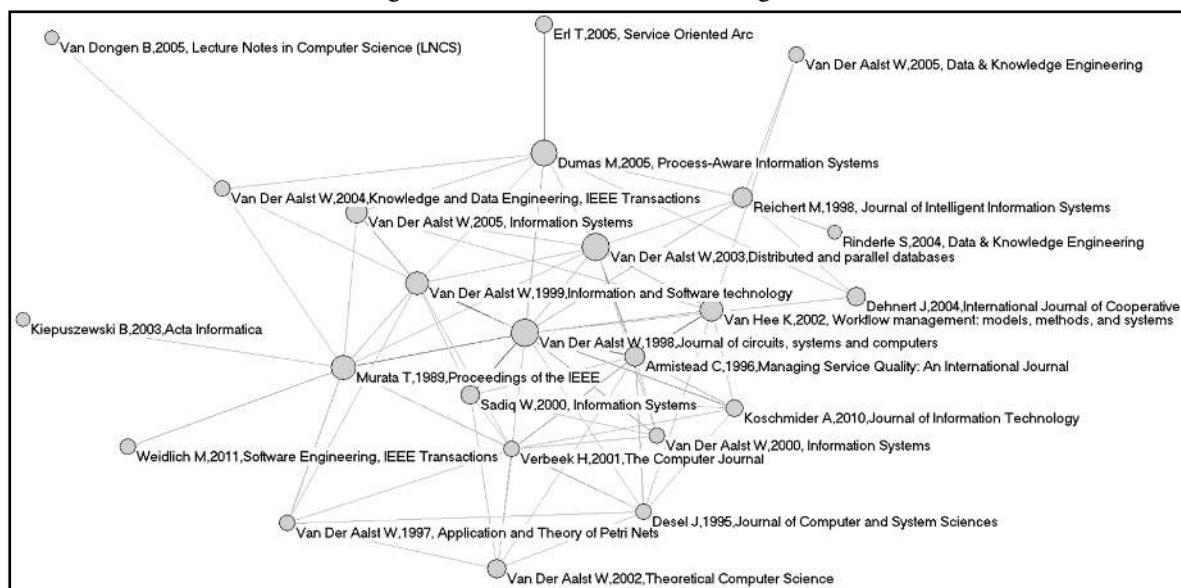 Erl T,2005, Service Oriented Arc
Van Dongen B,2005, Lecture Notes in Computer Science (LNCS)
Van Der Aalst W,2005, Data & Knowledge Engineering
Dumas M,2005, Process-Aware Information Systems
Van Der Aalst W,2004,Knowledge and Data Engineering, IEEE Transactions
Reichert M,1998, Journal of Intelligent Information Systems
Van Der Aalst W,2005, Information Systems
Rinderle S,2004, Data & Knowledge Engineering
Van Der Aalst W,2003,Distributed and parallel databases
Van Der Aalst W,1999,Information and Software technology
Dehnert J,2004,International Journal of Cooperative
Van Hee K,2002, Workflow management: models, methods, and systems
Kiepuszewski B,2003,Acta Informatica
Van Der Aalst W,1998,Journal of circuits, systems and computers
Armistead C,1996,Managing Service Quality: An International Journal
Murata T,1989,Proceedings of the IEEE
Sadiq W,2000, Information Systems
Koschmider A,2010,Journal of Information Technology
Van Der Aalst W,2000, Information Systems
Weidlich M,2011,Software Engineering, IEEE Transactions
Verbeek H,2001,The Computer Journal
Desel J,1995,Journal of Computer and System Sciences
Van Der Aalst W,1997, Application and Theory of Petri Nets
Van Der Aalst W,2002,Theoretical Computer Science